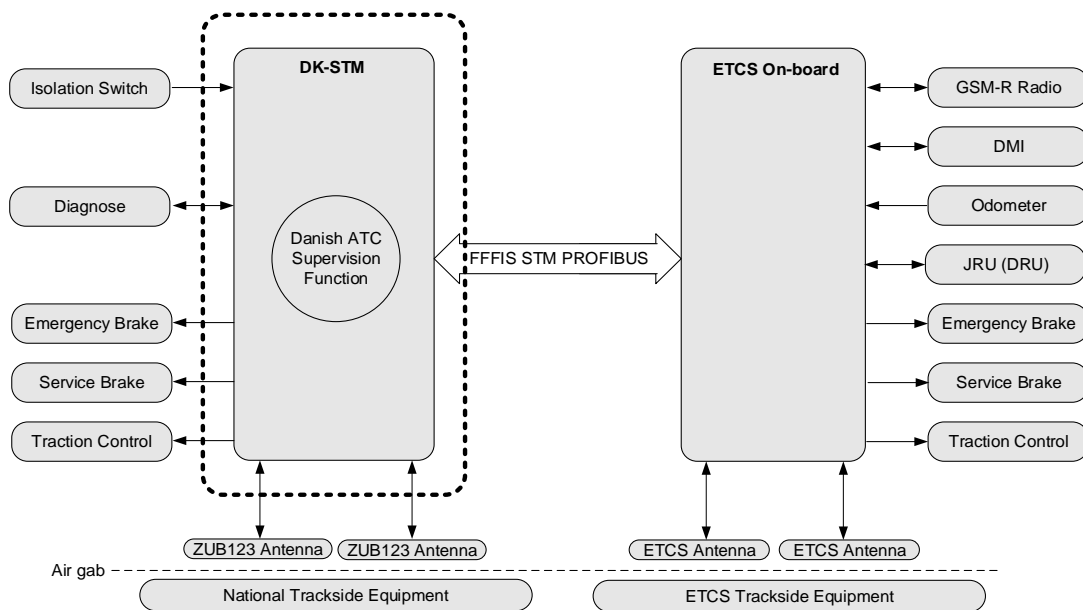 DK-STM
ETCS On-board
Isolation Switch
GSM-R Radio
DMI
Diagnose
Odometer
Danish ATC
Supervision
Function
FFFIS STM PROFIBUS
JRU (DRU)
Emergency Brake
Emergency Brake
Service Brake
Service Brake
Traction Control
Traction Control
ZUB123 Antenna
ZUB123 Antenna
ETCS Antenna
ETCS Antenna
Air gab
National Trackside Equipment
ETCS Trackside Equipment